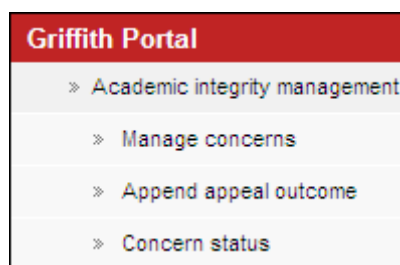 Griffith Portal
» Academic integrity management
» Manage concerns
» Append appeal outcome
» Concern status